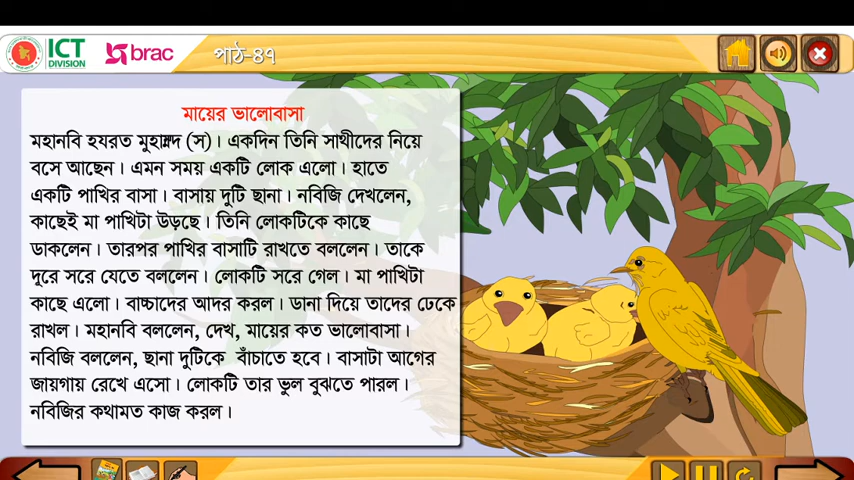 ICT
DIVISION
brac
পাঠ-৪৭
মায়ের ভালোবাসা
মহানবি হযরত মুহাম্মদ (স)। একদিন তিনি সাথীদের নিয়ে
বসে আছেন। এমন সময় একটি লোক এলো। হাতে
একটি পাখির বাসা। বাসায় দুটি ছানা। নবিজি দেখলেন,
কাছেই মা পাখিটা উড়ছে। তিনি লোকটিকে কাছে
ডাকলেন। তারপর পাখির বাসাটি রাখতে বললেন। তাকে
দূরে সরে যেতে বললেন। লোকটি সরে গেল। মা পাখিটা
কাছে এলো। বাচ্চাদের আদর করল। ডানা দিয়ে তাদের ঢেকে
রাখল। মহানবি বললেন, দেখ, মায়ের কত ভালোবাসা।
নবিজি বললেন, ছানা দুটিকে বাঁচাতে হবে। বাসাটা আগের
জায়গায় রেখে এসো। লোকটি তার ভুল বুঝতে পারল।
নবিজির কথামত কাজ করল।